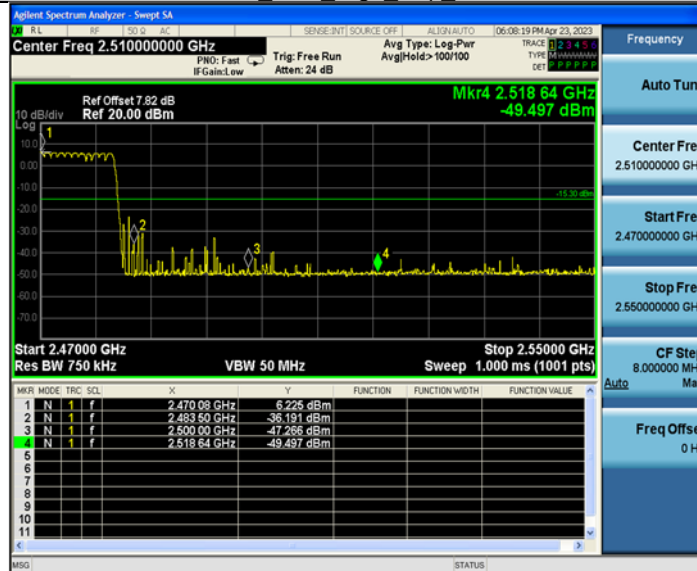 Agilent Spectrum Analyzer - Swept SA
RL RF 50 Ω AC SENSE:INT SOURCE OFF ALIGNAUTO 06:08:19 PM Apr 23, 2023
Center Freq 2.510000000 GHz
PNO: Fast
IFGain:Low
Trig: Free Run
Atten: 24 dB
Avg Type: Log-Pwr
Avg|Hold:>100/100
TRACE 1 2 3 4 5 6
TYPE MWWWWW
DET P P P P P P
Mkr4 2.518 64 GHz
-49.497 dBm
Ref Offset 7.82 dB
10 dB/div Ref 20.00 dBm
Log
10.0
0.00
-10.0
-20.0
-30.0
-40.0
-50.0
-60.0
-70.0
1
2
3
4
-15.30 dBm
Start 2.47000 GHz Stop 2.55000 GHz
Res BW 750 kHz VBW 50 MHz Sweep 1.000 ms (1001 pts)
MKR MODE TRC SCL X Y FUNCTION FUNCTION WIDTH FUNCTION VALUE
1 N 1 f 2.470 08 GHz 6.225 dBm
2 N 1 f 2.483 50 GHz -36.191 dBm
3 N 1 f 2.500 00 GHz -47.266 dBm
4 N 1 f 2.518 64 GHz -49.497 dBm
5
6
7
8
9
10
11
MSG STATUS
Frequency
Auto Tun
Center Fre
2.510000000 GH
Start Fre
2.470000000 GH
Stop Fre
2.550000000 GH
CF Ste
8.000000 MH
Auto Ma
Freq Offse
0 H